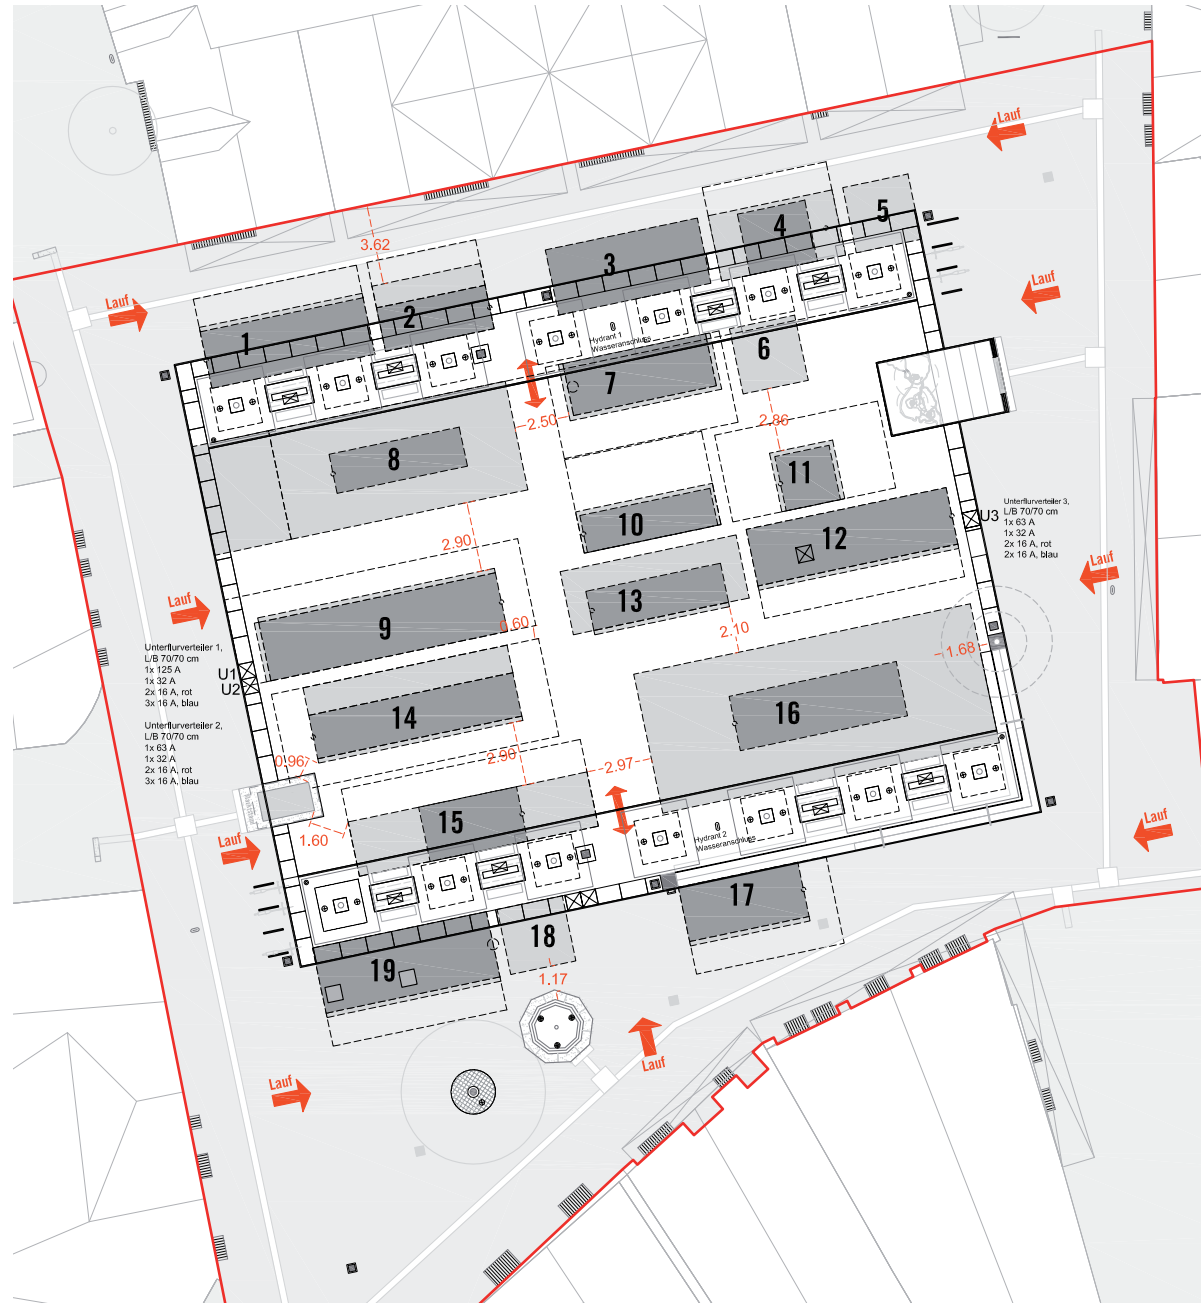 Lauf
5
4
3.62
3
Lauf
Lauf
2
1
Hydrant 1
Wasseranschluss
6
7
2.50
2.86
8
11
Unterflurverteiler 3,
L/B 70/70 cm
1x 63 A
1x 32 A
2x 16 A, rot
2x 16 A, blau
U3
10
12
2.90
Lauf
Lauf
13
9
0.60
2.10
1.68
Unterflurverteiler 1,
L/B 70/70 cm
1x 125 A
1x 32 A
2x 16 A, rot
3x 16 A, blau
U1
U2
14
16
Unterflurverteiler 2,
L/B 70/70 cm
1x 63 A
1x 32 A
2x 16 A, rot
3x 16 A, blau
0.96
2.90
2.97
15
1.60
Lauf
Lauf
Hydrant 2
Wasseranschluss
17
18
19
1.17
Lauf
Lauf